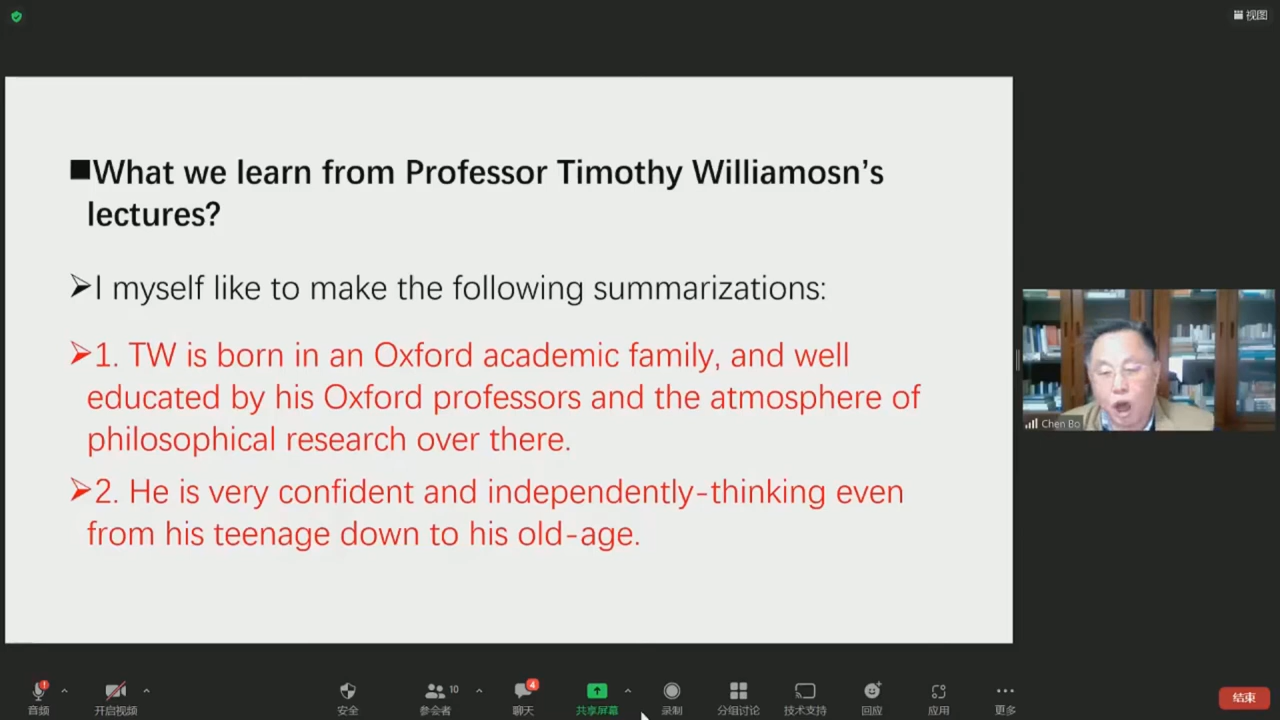 视图
■What we learn from Professor Timothy Williamosn’s
lectures?
➢I myself like to make the following summarizations:
➢1. TW is born in an Oxford academic family, and well
educated by his Oxford professors and the atmosphere of
philosophical research over there.
➢2. He is very confident and independently-thinking even
from his teenage down to his old-age.
Chen Bo
10
4
音频
开启视频
安全
参会者
聊天
共享屏幕
录制
分组讨论
技术支持
回应
应用
更多
结束